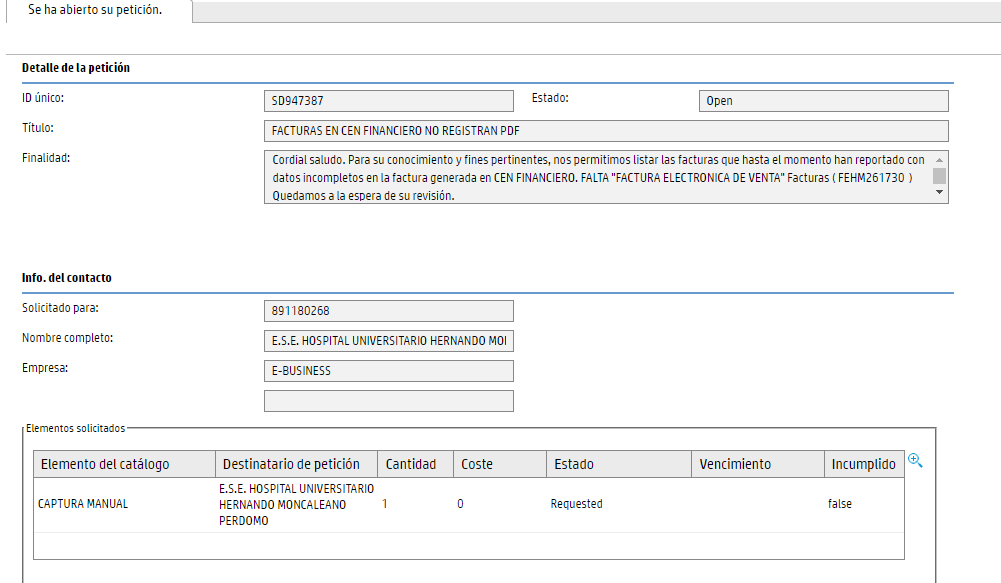 Se ha abierto su petición.
Detalle de la petición
ID único: SD947387 Estado: Open
Título: FACTURAS EN CEN FINANCIERO NO REGISTRAN PDF
Finalidad: Cordial saludo. Para su conocimiento y fines pertinentes, nos permitimos listar las facturas que hasta el momento han reportado con
datos incompletos en la factura generada en CEN FINANCIERO. FALTA "FACTURA ELECTRONICA DE VENTA" Facturas ( FEHM261730 )
Quedamos a la espera de su revisión.
Info. del contacto
Solicitado para: 891180268
Nombre completo: E.S.E. HOSPITAL UNIVERSITARIO HERNANDO MO
Empresa: E-BUSINESS
Elementos solicitados
Elemento del catálogo Destinatario de petición Cantidad Coste Estado Vencimiento Incumplido
E.S.E. HOSPITAL UNIVERSITARIO
CAPTURA MANUAL HERNANDO MONCALEANO 1 0 Requested false
PERDOMO